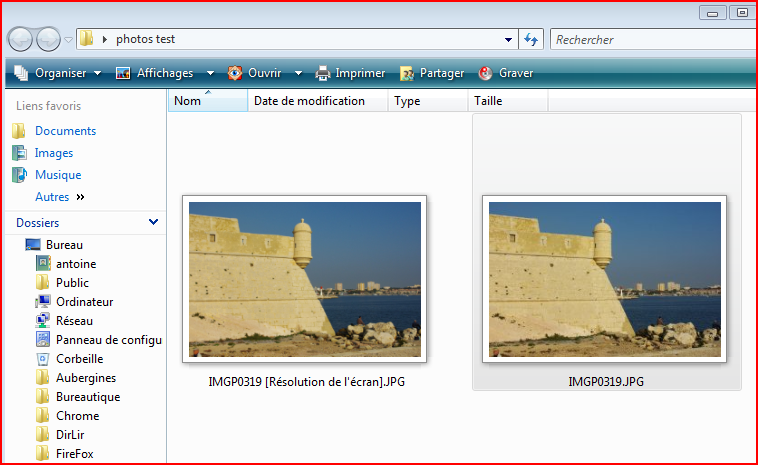 photos test
Rechercher
Organiser Affichages Ouvrir Imprimer Partager Graver
Liens favoris
Documents
Images
Musique
Autres »
Dossiers
Bureau
antoine
Public
Ordinateur
Réseau
Panneau de configu
Corbeille
Aubergines
Bureautique
Chrome
DirLir
FireFox
Nom Date de modification Type Taille
IMGP0319 [Résolution de l'écran].JPG
IMGP0319.JPG